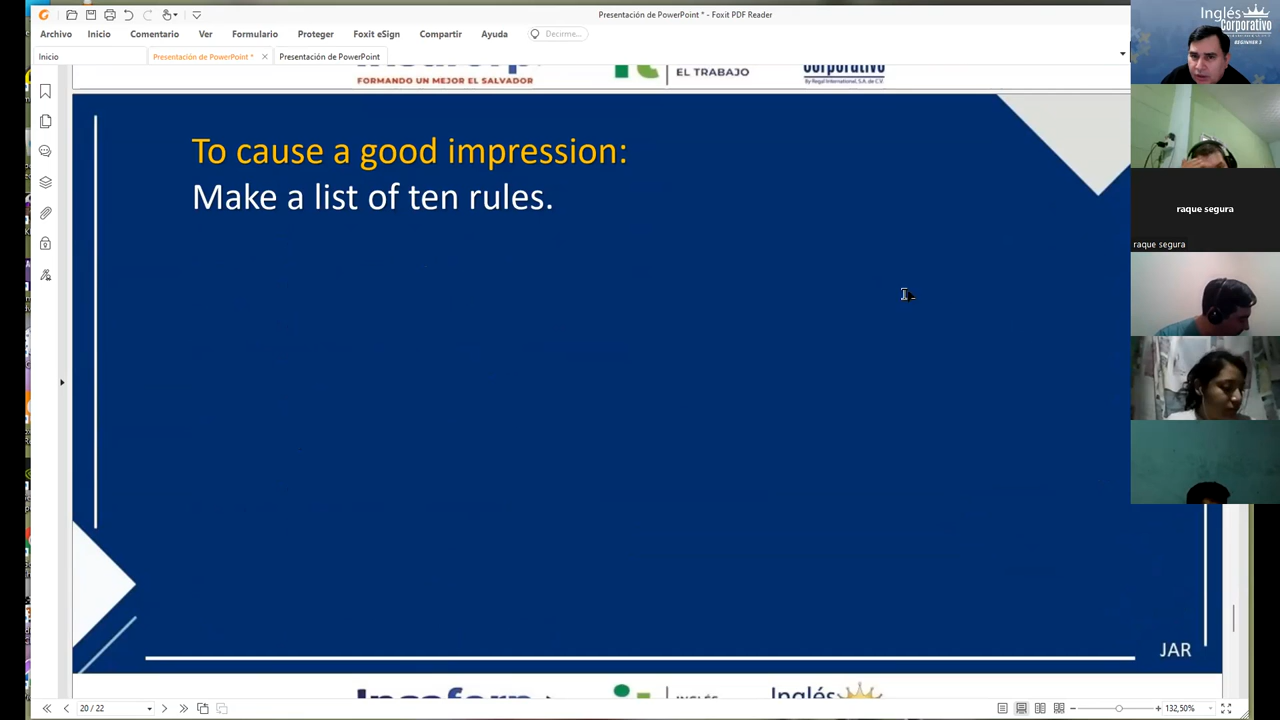 Presentación de PowerPoint * - Foxit PDF Reader
Archivo Inicio Comentario Ver Formulario Proteger Foxit eSign Compartir Ayuda Decirme...
Inicio Presentación de PowerPoint * Presentación de PowerPoint
FORMANDO UN MEJOR EL SALVADOR
EL TRABAJO
Corporativo
By Regal International, S.A. de C.V.
To cause a good impression:
Make a list of ten rules.
JAR
INGLÉS
Inglés
20 / 22
132,50%
Inglés
Corporativo
BEGINNER 2
raque segura
raque segura